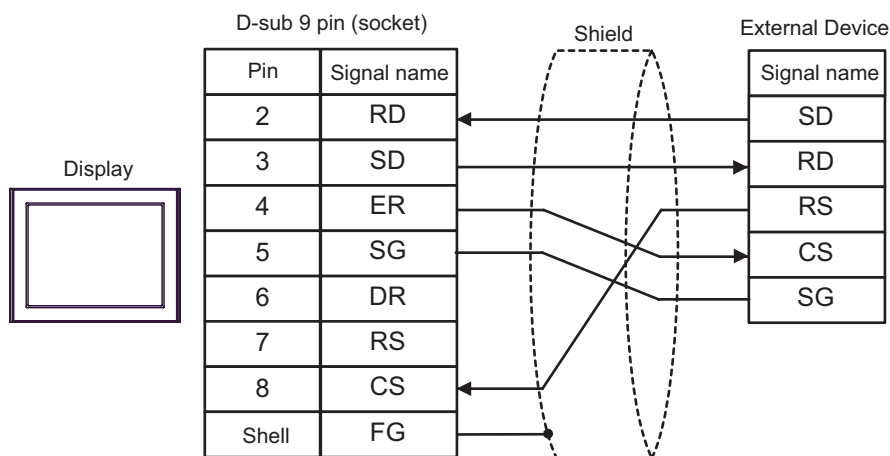 D-sub 9 pin (socket)
Shield
External Device
Pin Signal name
Signal name
2 RD
SD
3 SD
RD
Display
4 ER
RS
5 SG
CS
6 DR
SG
7 RS
8 CS
Shell FG